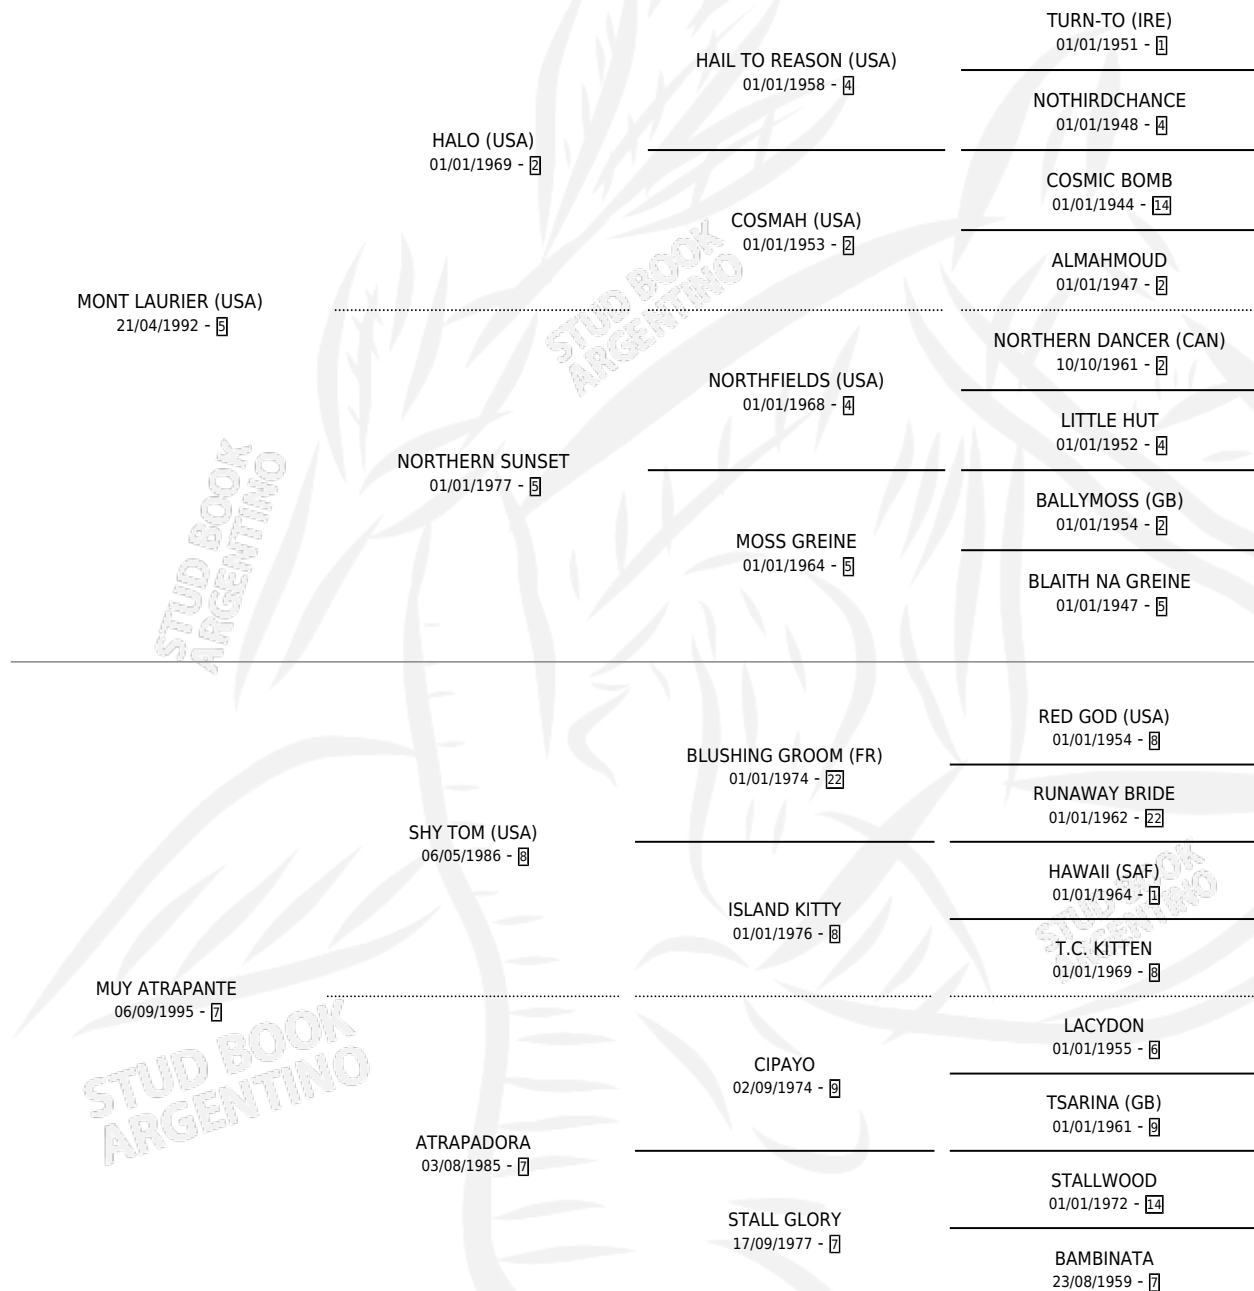 TURN-TO (IRE)
01/01/1951 - 1
HAIL TO REASON (USA)
01/01/1958 - 4
NOTHIRDCHANCE
01/01/1948 - 4
HALO (USA)
01/01/1969 - 2
COSMIC BOMB
01/01/1944 - 14
COSMAH (USA)
01/01/1953 - 2
ALMAHMOUD
01/01/1947 - 2
MONT LAURIER (USA)
21/04/1992 - 5
NORTHERN DANCER (CAN)
10/10/1961 - 2
NORTHFIELDS (USA)
01/01/1968 - 4
LITTLE HUT
01/01/1952 - 4
NORTHERN SUNSET
01/01/1977 - 5
BALLYMOSS (GB)
01/01/1954 - 2
MOSS GREINE
01/01/1964 - 5
BLAITH NA GREINE
01/01/1947 - 5
RED GOD (USA)
01/01/1954 - 8
BLUSHING GROOM (FR)
01/01/1974 - 22
RUNAWAY BRIDE
01/01/1962 - 22
SHY TOM (USA)
06/05/1986 - 8
HAWAII (SAF)
01/01/1964 - 1
ISLAND KITTY
01/01/1976 - 8
T.C. KITTEN
01/01/1969 - 8
MUY ATRAPANTE
06/09/1995 - 7
LACYDON
01/01/1955 - 6
CIPAYO
02/09/1974 - 9
TSARINA (GB)
01/01/1961 - 9
ATRAPADORA
03/08/1985 - 7
STALLWOOD
01/01/1972 - 14
STALL GLORY
17/09/1977 - 7
BAMBINATA
23/08/1959 - 7
STUD BOOK
ARGENTINO
STUD BOOK
ARGENTINO
STUD BOOK
ARGENTINO
STUD BOOK
ARGENTINO